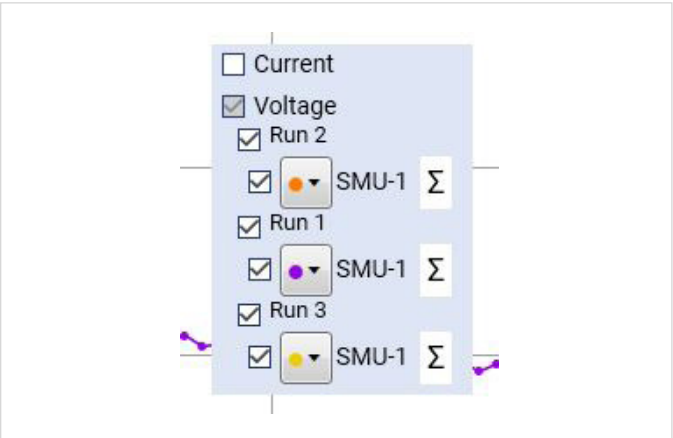 Current
Voltage
Run 2
SMU-1 Σ
Run 1
SMU-1 Σ
Run 3
SMU-1 Σ